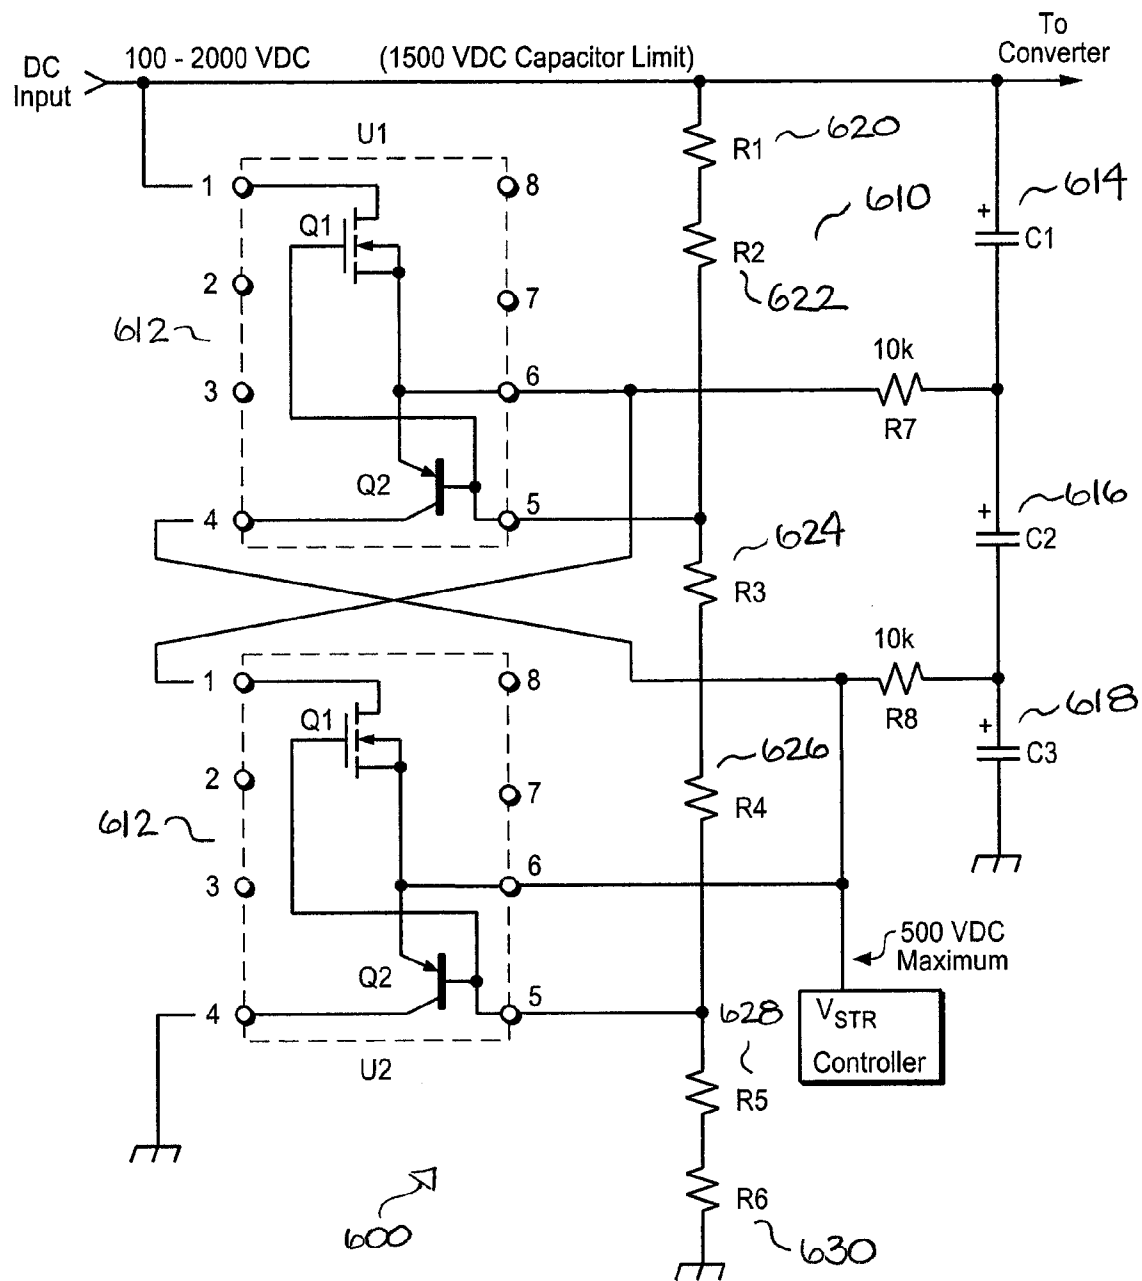 To
Converter
DC
Input
100 - 2000 VDC (1500 VDC Capacitor Limit)
U1
R1 620
1 8
614
Q1
610
R2
C1
+
622
2 7
612
10k
3 6
R7
Q2
616
+
C2
4 5
624
R3
10k
1 8
R8
618
Q1
+
C3
626
2 7
R4
612
3 6
500 VDC
Maximum
Q2
4 5
628
VSTR
Controller
U2
R5
R6
600
630